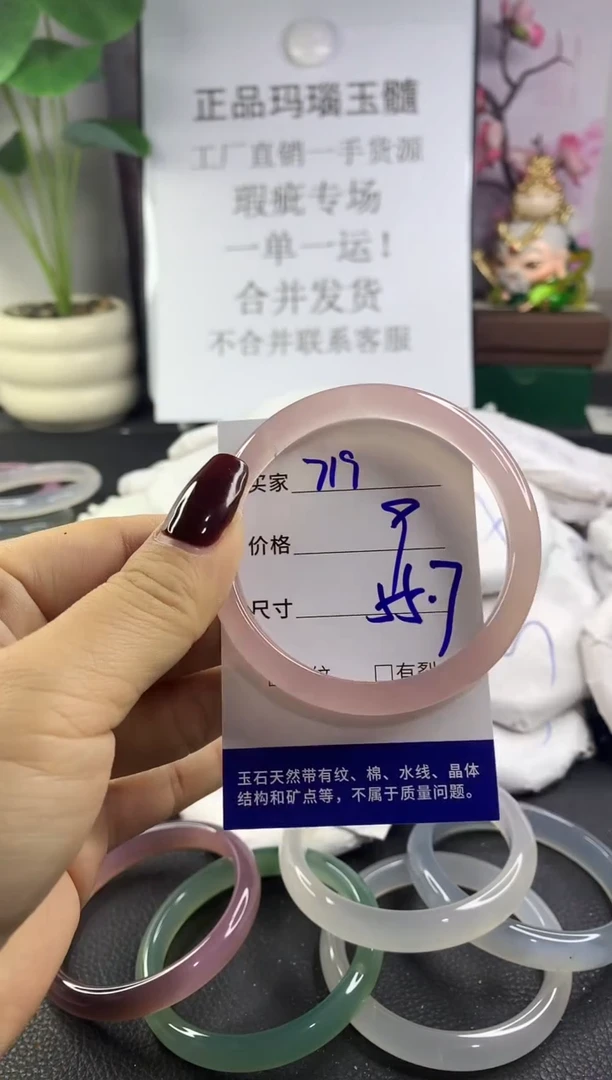 正品玛瑙玉髓
工厂直销一手货源
瑕疵专场
一单一运!
合并发货
不合并联系客服
买家 719
价格
尺寸 55.7
纹 □有裂
玉石天然带有纹、棉、水线、晶体
结构和矿点等，不属于质量问题。